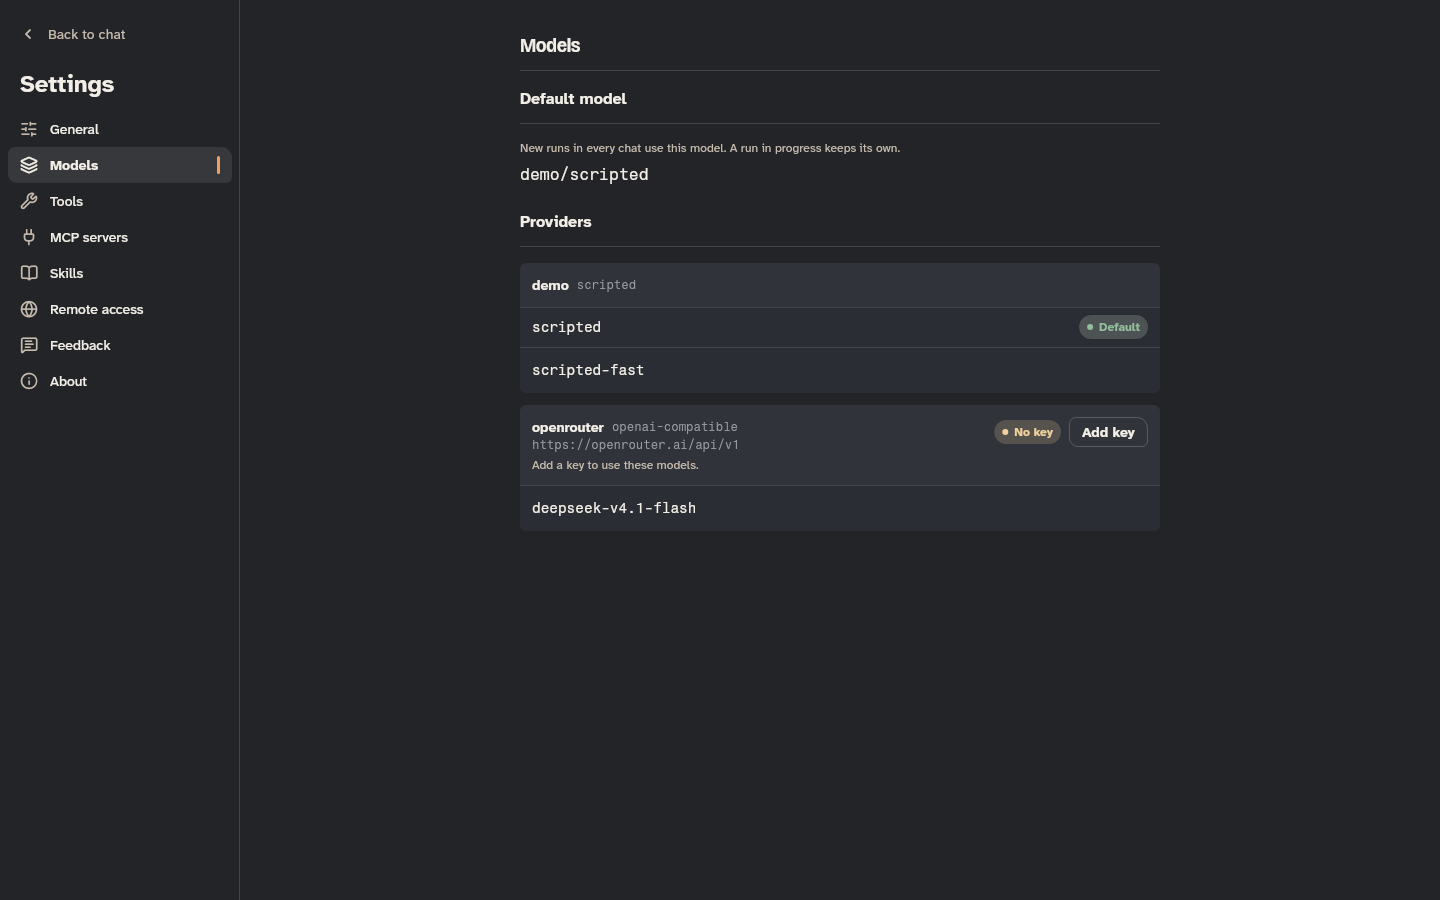 Back to chat
Settings
General
Models
Tools
MCP servers
Skills
Remote access
Feedback
About
Models
Default model
New runs in every chat use this model. A run in progress keeps its own.
demo/scripted
Providers
demo scripted
scripted
Default
scripted-fast
openrouter openai-compatible
https://openrouter.ai/api/v1
Add a key to use these models.
No key
Add key
deepseek-v4.1-flash